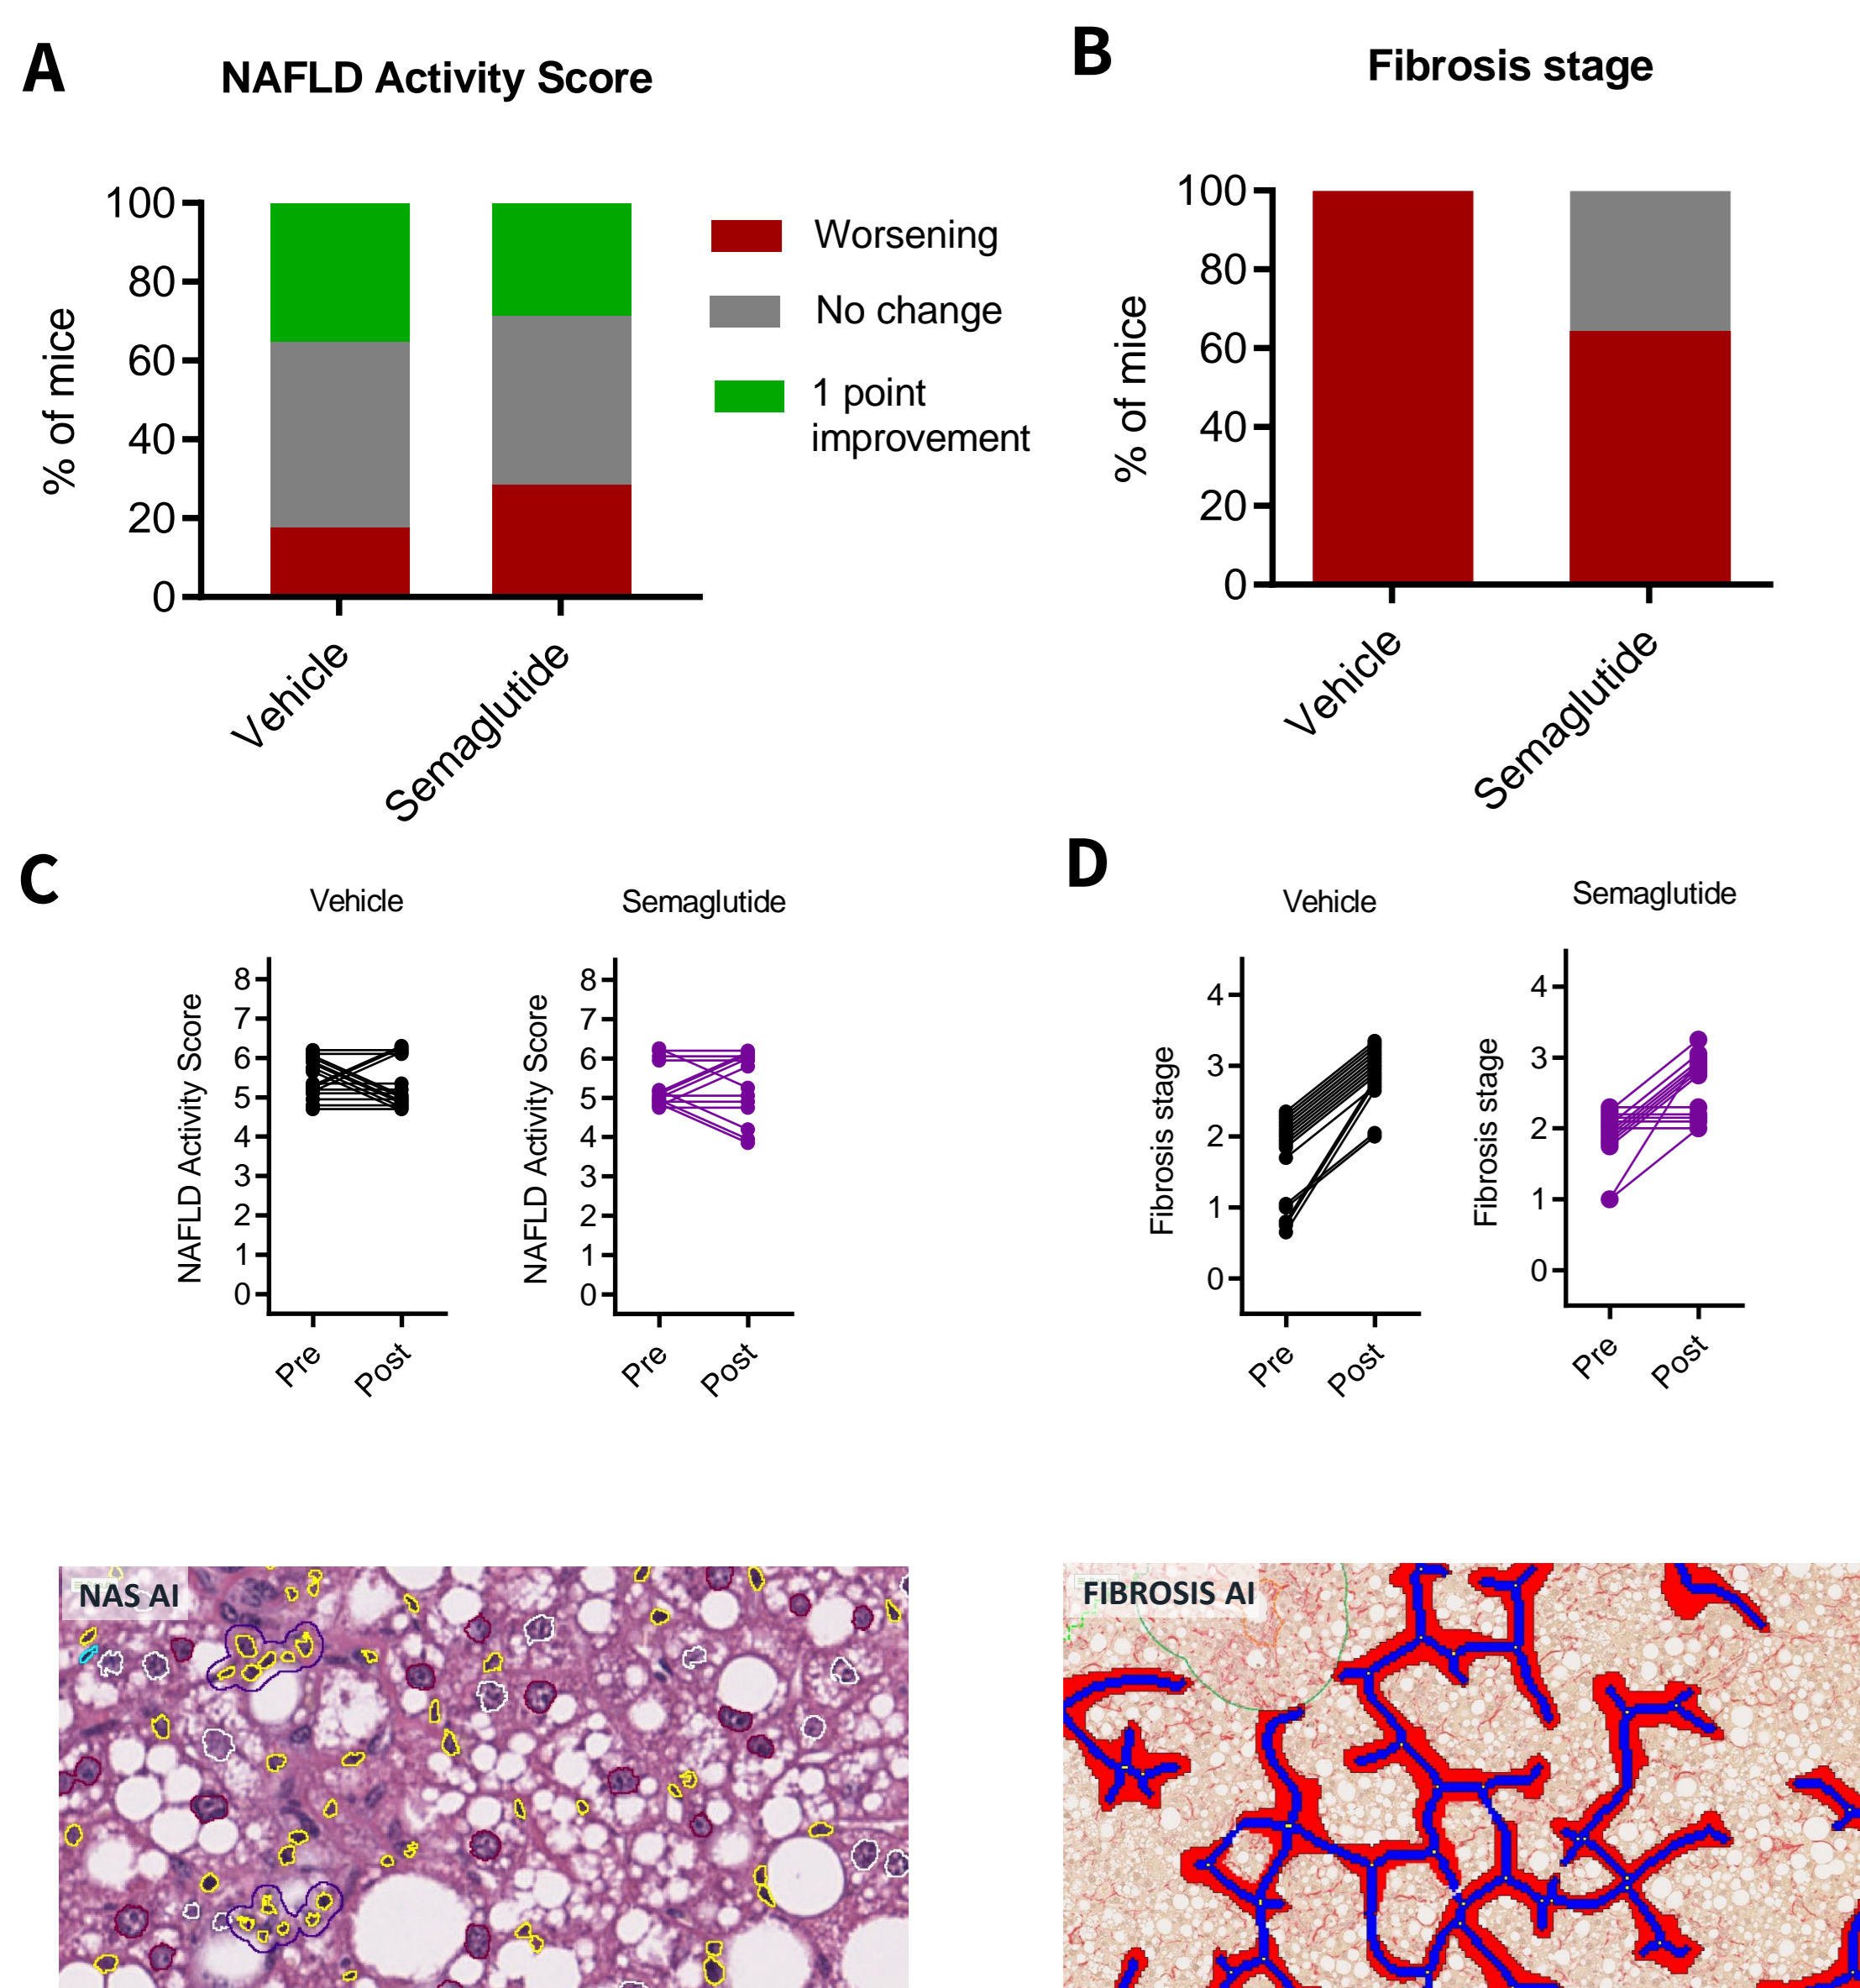 A
NAFLD Activity Score
100
80
60
40
20
0
% of mice
Vehicle
Semaglutide
Worsening
No change
1 point
improvement
B
Fibrosis stage
100
80
60
40
20
0
% of mice
Vehicle
Semaglutide
C
Vehicle
8
7
6
5
4
3
2
1
0
NAFLD Activity Score
Pre
Post
Semaglutide
8
7
6
5
4
3
2
1
0
NAFLD Activity Score
Pre
Post
D
Vehicle
4
3
2
1
0
Fibrosis stage
Pre
Post
Semaglutide
4
3
2
1
0
Fibrosis stage
Pre
Post
NAS AI
FIBROSIS AI